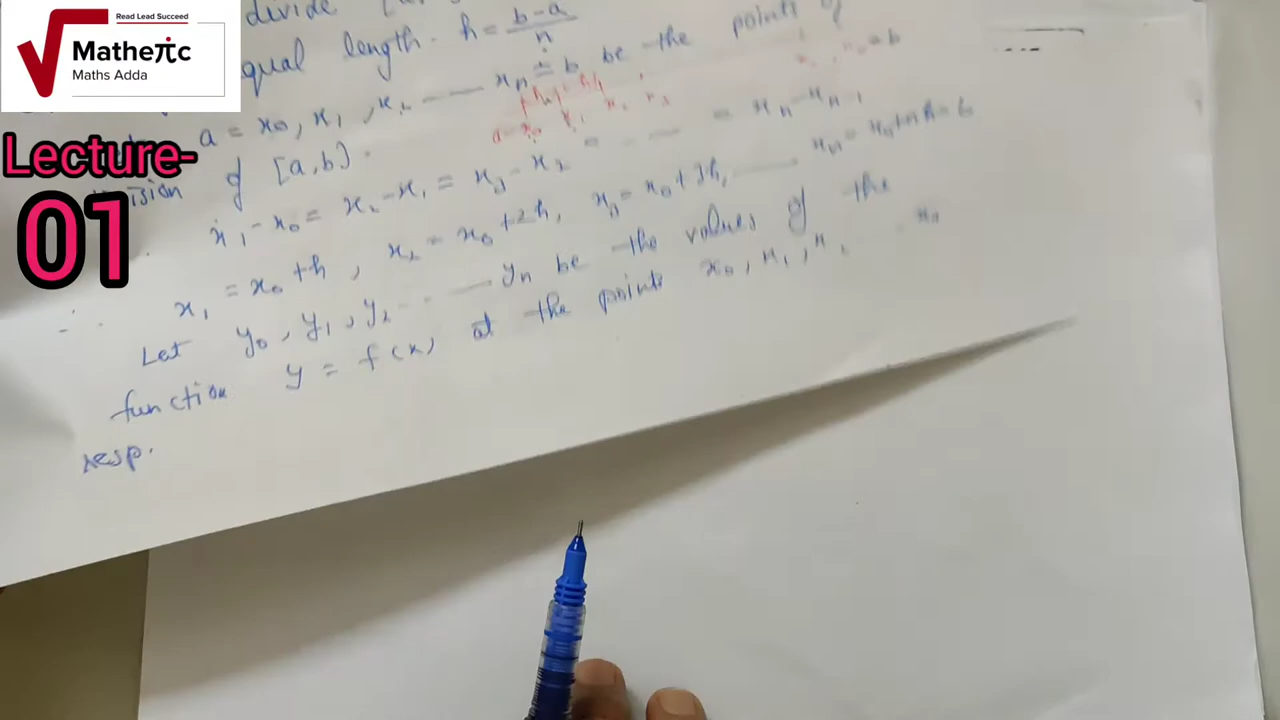 Read Lead Succeed
Matheπc
Maths Adda
Lecture-
01
divide
equal length. h = b-a/n
a = x₀, x₁, x₂ ------ xₙ = b be the points of
of [a, b].
x₁ - x₀ = x₂ - x₁ = x₃ - x₂ = ------ = xₙ - xₙ₋₁
∴ x₁ = x₀ + h, x₂ = x₀ + 2h, x₃ = x₀ + 3h, ------ xₙ = x₀ + nh = b
Let y₀, y₁, y₂ ------ yₙ be the values of the
function y = f(x) at the points x₀, x₁, x₂ ------ xₙ
resp.